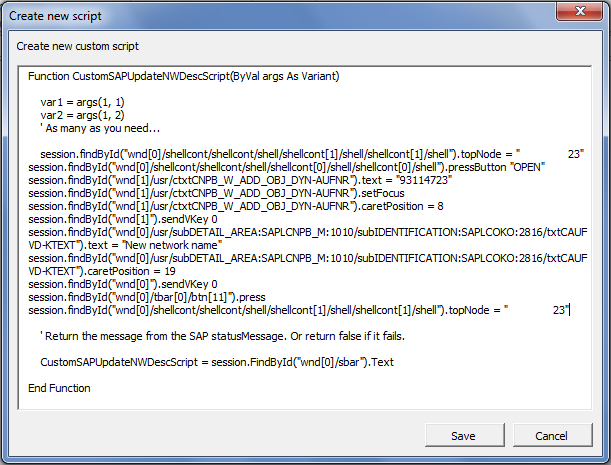 Create new script
Create new custom script
Function CustomSAPUpdateNWDescScript(ByVal args As Variant)
var1 = args(1, 1)
var2 = args(1, 2)
' As many as you need...
session.findById("wnd[0]/shellcont/shellcont/shell/shellcont[1]/shell/shellcont[1]/shell").topNode = "          23"
session.findById("wnd[0]/shellcont/shellcont/shell/shellcont[1]/shell/shellcont[0]/shell").pressButton "OPEN"
session.findById("wnd[1]/usr/ctxtCNPB_W_ADD_OBJ_DYN-AUFNR").text = "93114723"
session.findById("wnd[1]/usr/ctxtCNPB_W_ADD_OBJ_DYN-AUFNR").setFocus
session.findById("wnd[1]/usr/ctxtCNPB_W_ADD_OBJ_DYN-AUFNR").caretPosition = 8
session.findById("wnd[1]").sendVKey 0
session.findById("wnd[0]/usr/subDETAIL_AREA:SAPLCNPB_M:1010/subIDENTIFICATION:SAPLCOKO:2816/txtCAUF
VD-KTEXT").text = "New network name"
session.findById("wnd[0]/usr/subDETAIL_AREA:SAPLCNPB_M:1010/subIDENTIFICATION:SAPLCOKO:2816/txtCAUF
VD-KTEXT").caretPosition = 19
session.findById("wnd[0]").sendVKey 0
session.findById("wnd[0]/tbar[0]/btn[11]").press
session.findById("wnd[0]/shellcont/shellcont/shell/shellcont[1]/shell/shellcont[1]/shell").topNode = "          23"
' Return the message from the SAP statusMessage. Or return false if it fails.
CustomSAPUpdateNWDescScript = session.FindById("wnd[0]/sbar").Text
End Function
Save
Cancel